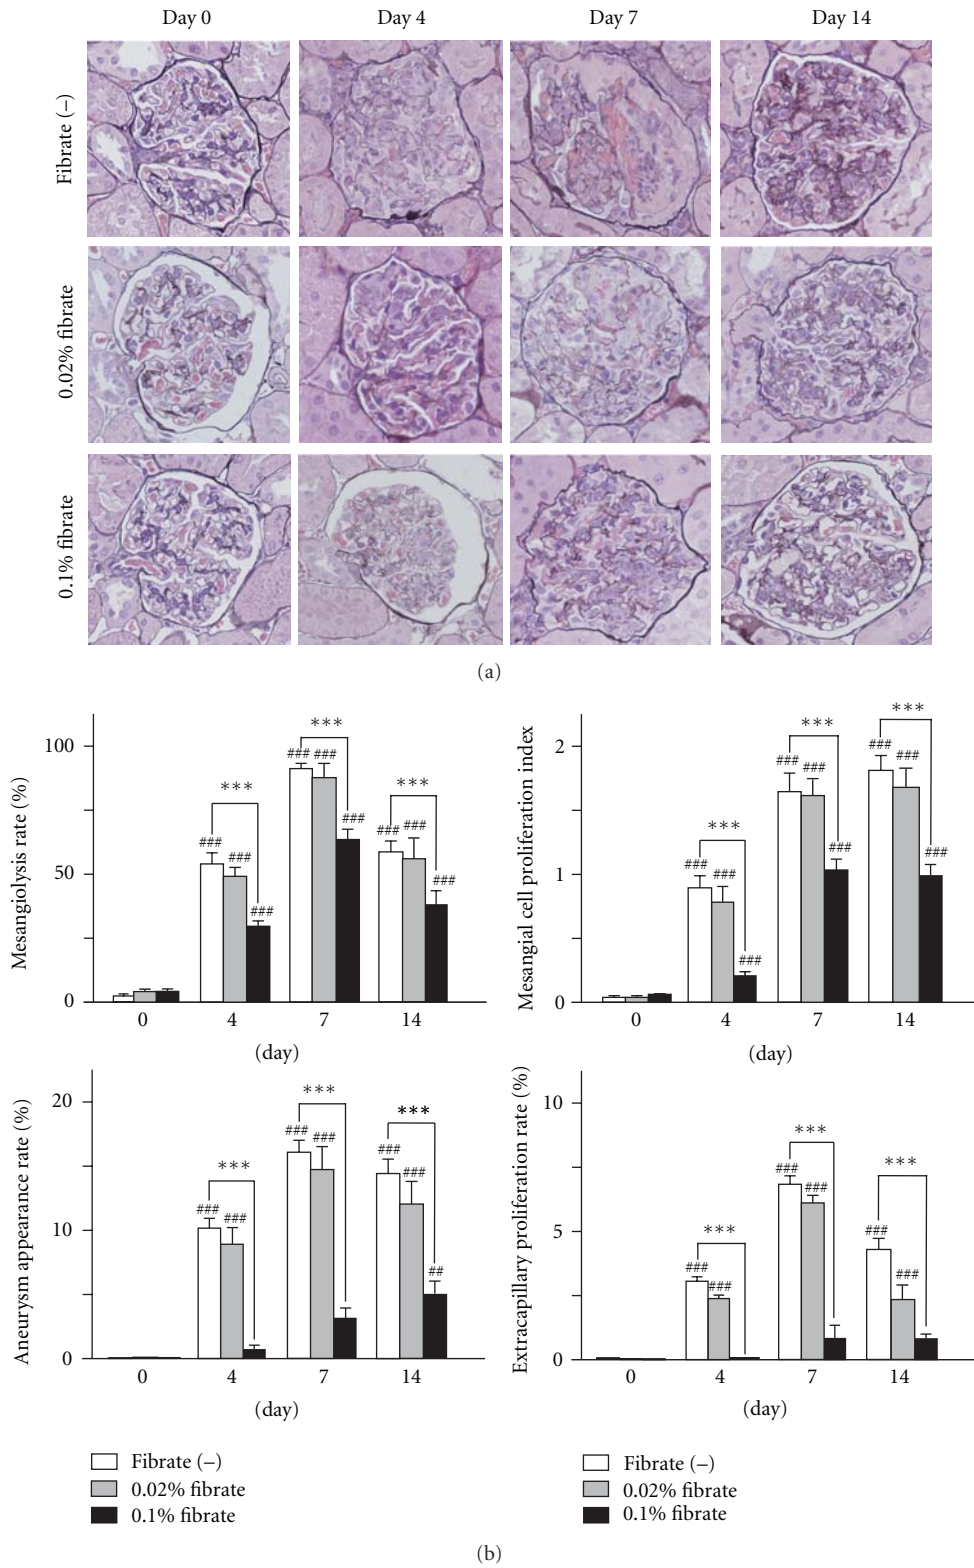 Day 0 Day 4 Day 7 Day 14
Fibrate (–)
0.02% fibrate
0.1% fibrate
(a)
Mesangiolysis rate (%)
100
50
0
***
***
***
### ### ###
### ### ###
### ### ###
0 4 7 14
(day)
Mesangial cell proliferation index
2
1
0
***
***
***
### ### ###
### ### ###
### ### ###
0 4 7 14
(day)
Aneurysm appearance rate (%)
20
10
0
***
***
***
### ###
### ###
### ### ##
0 4 7 14
(day)
Extracapillary proliferation rate (%)
10
5
0
***
***
***
### ###
### ###
### ###
0 4 7 14
(day)
Fibrate (–)
0.02% fibrate
0.1% fibrate
Fibrate (–)
0.02% fibrate
0.1% fibrate
(b)